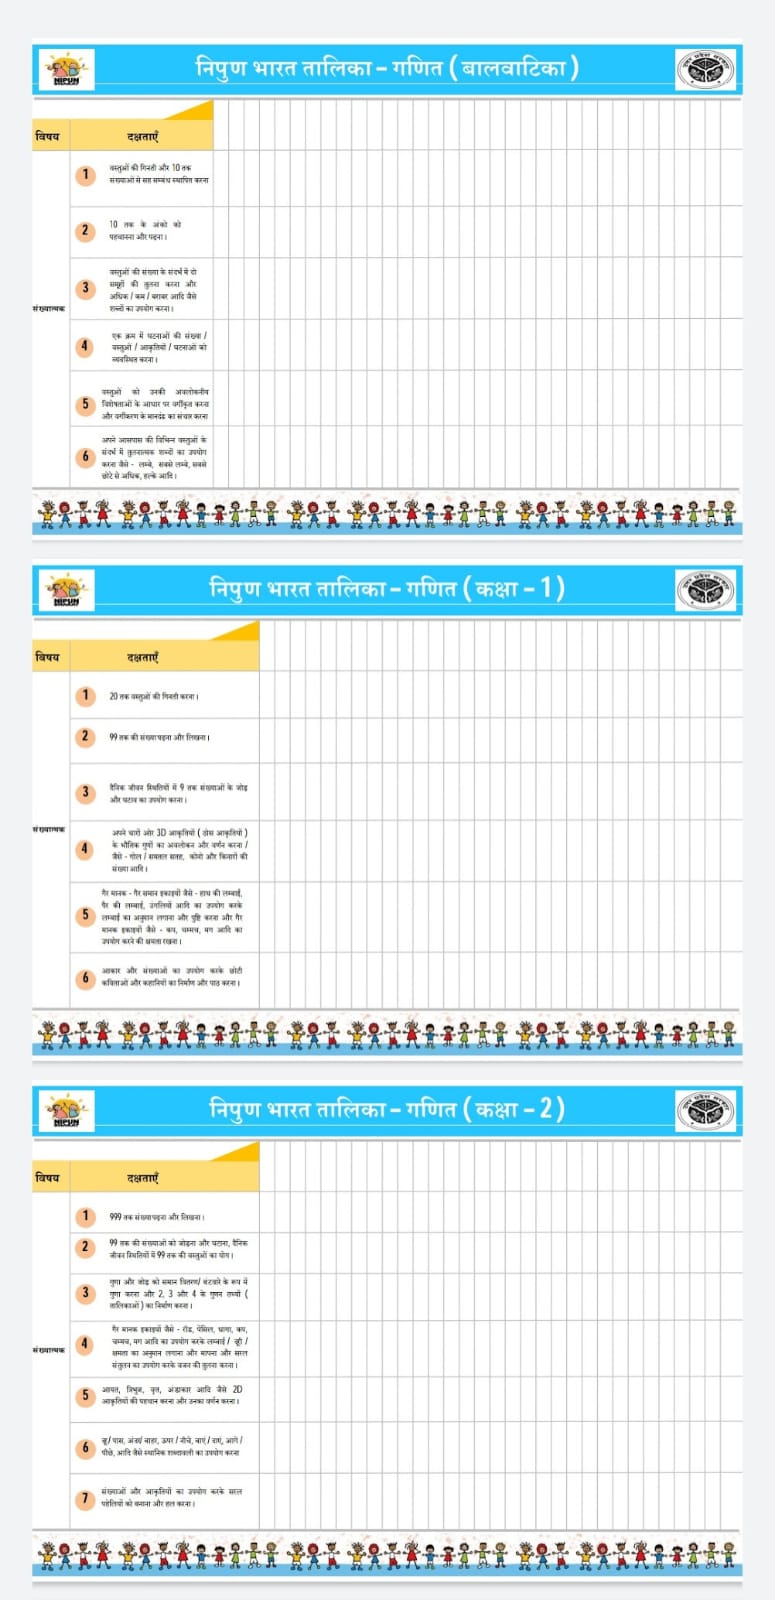 निपुण भारत तालिका – गणित ( बालवाटिका )
NIPUN
विषय
दक्षताएँ
संख्यात्मक
1
वस्तुओं की गिनती और 10 तक
संख्याओं से सह सम्बंध स्थापित करना
2
10 तक के अंको को
पहचानना और पढ़ना।
3
वस्तुओं की संख्या के संदर्भ में दो
समूहों की तुलना करना और
अधिक / कम / बराबर आदि जैसे
शब्दों का उपयोग करना।
4
एक क्रम में घटनाओं की संख्या /
वस्तुओं / आकृतियों / घटनाओं को
व्यवस्थित करना।
5
वस्तुओं को उनकी अवलोकनीय
विशेषताओं के आधार पर वर्गीकृत करना
और वर्गीकरण के मानदंड का संचार करना
6
अपने आसपास की विभिन्न वस्तुओं के
संदर्भ में तुलनात्मक शब्दों का उपयोग
करना जैसे - लम्बे, सबसे लम्बे, सबसे
छोटे से अधिक, हल्के आदि।
निपुण भारत तालिका – गणित ( कक्षा – 1 )
NIPUN
विषय
दक्षताएँ
संख्यात्मक
1
20 तक वस्तुओं की गिनती करना।
2
99 तक की संख्या पढ़ना और लिखना।
3
दैनिक जीवन स्थितियों में 9 तक संख्याओं के जोड़
और घटाव का उपयोग करना।
4
अपने चारों ओर 3D आकृतियों ( ठोस आकृतियों )
के भौतिक गुणों का अवलोकन और वर्णन करना /
जैसे - गोल / समतल सतह, कोनो और किनारों की
संख्या आदि।
5
गैर मानक - गैर समान इकाइयों जैसे - हाथ की लम्बाई,
पैर की लम्बाई, उंगलियों आदि का उपयोग करके
लम्बाई का अनुमान लगाना और पुष्टि करना और गैर
मानक इकाइयों जैसे - कप, चम्मच, मग आदि का
उपयोग करने की क्षमता रखना।
6
आकार और संख्याओं का उपयोग करके छोटी
कविताओं और कहानियों का निर्माण और पाठ करना।
निपुण भारत तालिका – गणित ( कक्षा – 2 )
NIPUN
विषय
दक्षताएँ
संख्यात्मक
1
999 तक संख्या पढ़ना और लिखना।
2
99 तक की संख्याओं को जोड़ना और घटाना, दैनिक
जीवन स्थितियों में 99 तक की वस्तुओं का योग।
3
गुणा और जोड़ को समान वितरण/ बंटवारे के रूप में
गुणा करना और 2, 3 और 4 के गुणन तथ्यों (
तालिकाओं ) का निर्माण करना।
4
गैर मानक इकाइयों जैसे - रॉड, पेंसिल, धागा, कप,
चम्मच, मग आदि का उपयोग करके लम्बाई / दूरी /
क्षमता का अनुमान लगाना और मापना और सरल
संतुलन का उपयोग करके वजन की तुलना करना।
5
आयत, त्रिभुज, वृत, अंडाकार आदि जैसे 2D
आकृतियों की पहचान करना और उनका वर्णन करना।
6
दूर/ पास, अंदर/ बाहर, ऊपर / नीचे, बाएं / दाएं, आगे /
पीछे, आदि जैसे स्थानिक शब्दावली का उपयोग करना
7
संख्याओं और आकृतियों का उपयोग करके सरल
पहेलियों को बनाना और हल करना।